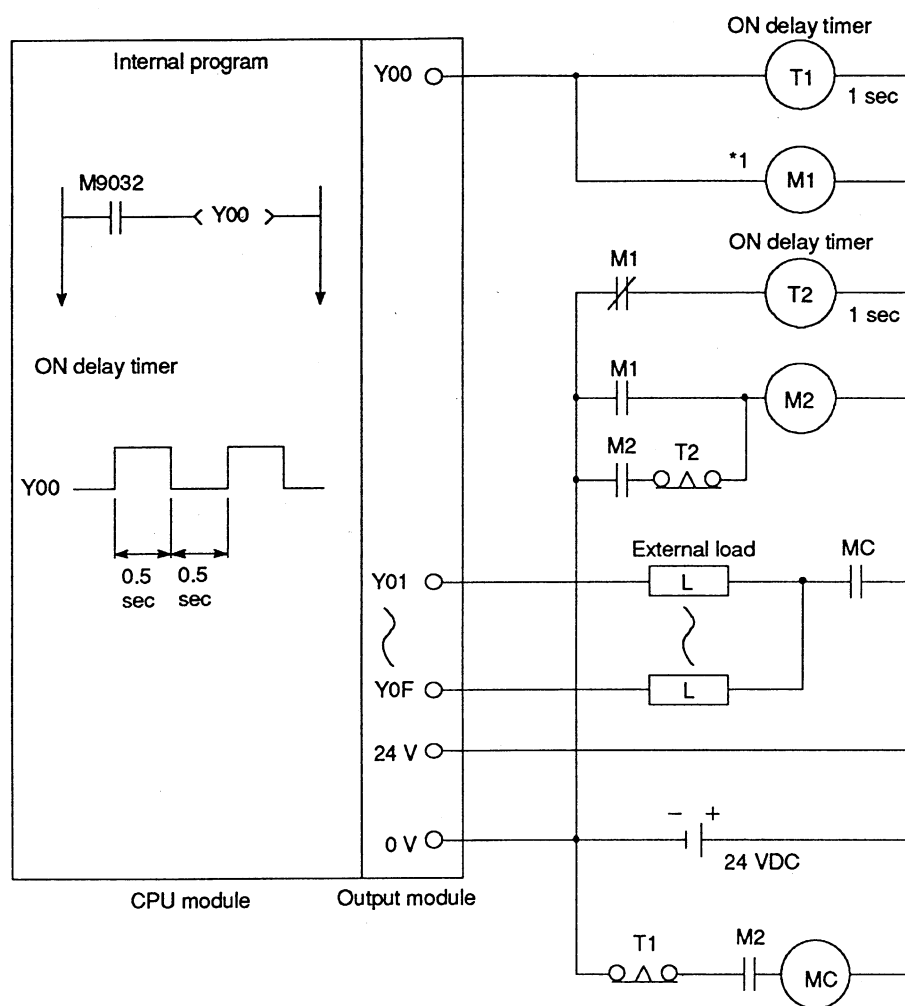 ON delay timer
Internal program
Y00
T1
1 sec
M9032
Y00
*1
M1
ON delay timer
M1
T2
1 sec
ON delay timer
M1
M2
M2
T2
Y00
0.5 sec
0.5 sec
External load
MC
Y01
L
Y0F
L
24 V
0 V
- +
24 VDC
CPU module
Output module
T1
M2
MC